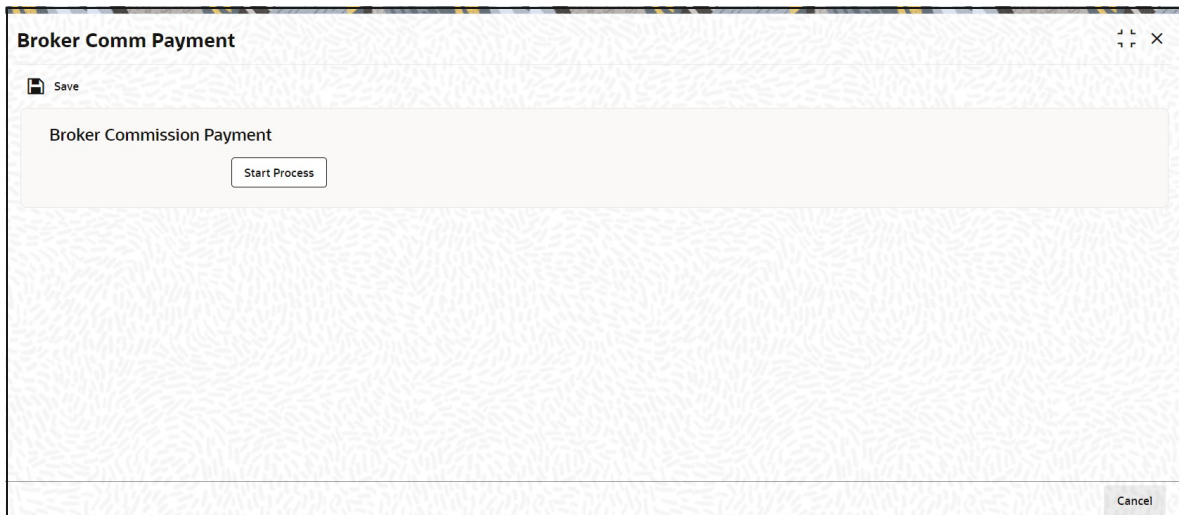 Broker Comm Payment
Save
Broker Commission Payment
Start Process
Cancel